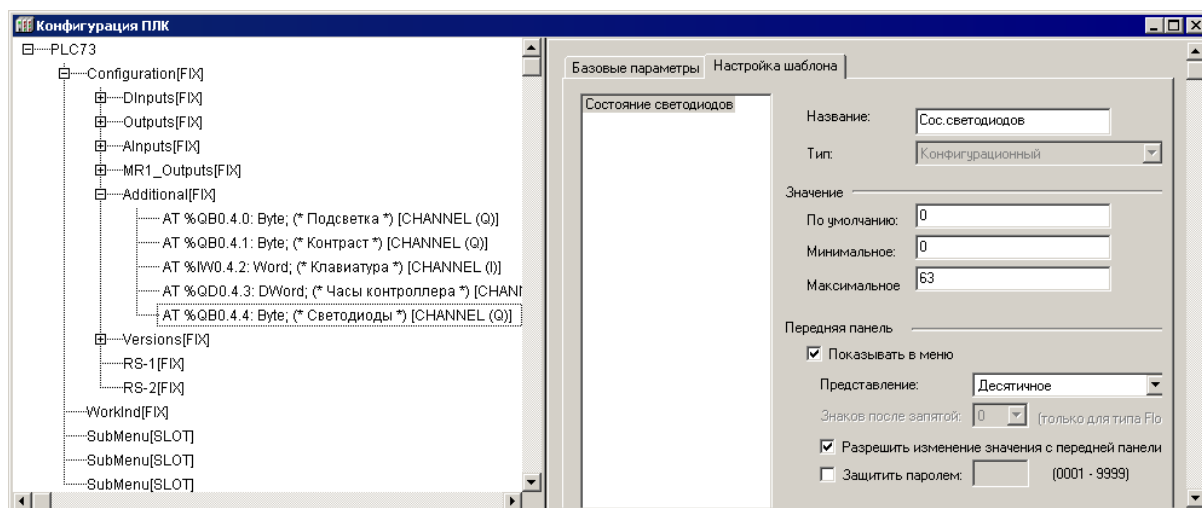 Конфигурация ПЛК
PLC73
Configuration[FIX]
DInputs[FIX]
Outputs[FIX]
AInputs[FIX]
MR1_Outputs[FIX]
Additional[FIX]
AT %QB0.4.0: Byte; (* Подсветка *) [CHANNEL (Q)]
AT %QB0.4.1: Byte; (* Контраст *) [CHANNEL (Q)]
AT %IW0.4.2: Word; (* Клавиатура *) [CHANNEL (I)]
AT %QD0.4.3: DWord; (* Часы контроллера *) [CHANN
AT %QB0.4.4: Byte; (* Светодиоды *) [CHANNEL (Q)]
Versions[FIX]
RS-1[FIX]
RS-2[FIX]
WorkInd[FIX]
SubMenu[SLOT]
SubMenu[SLOT]
SubMenu[SLOT]
Базовые параметры Настройка шаблона
Состояние светодиодов
Название: Сос.светодиодов
Тип: Конфигурационный
Значение
По умолчанию: 0
Минимальное: 0
Максимальное 63
Передняя панель
Показывать в меню
Представление: Десятичное
Знаков после запятой: 0 (только для типа Flo
Разрешить изменение значения с передней панели
Защитить паролем: (0001 - 9999)